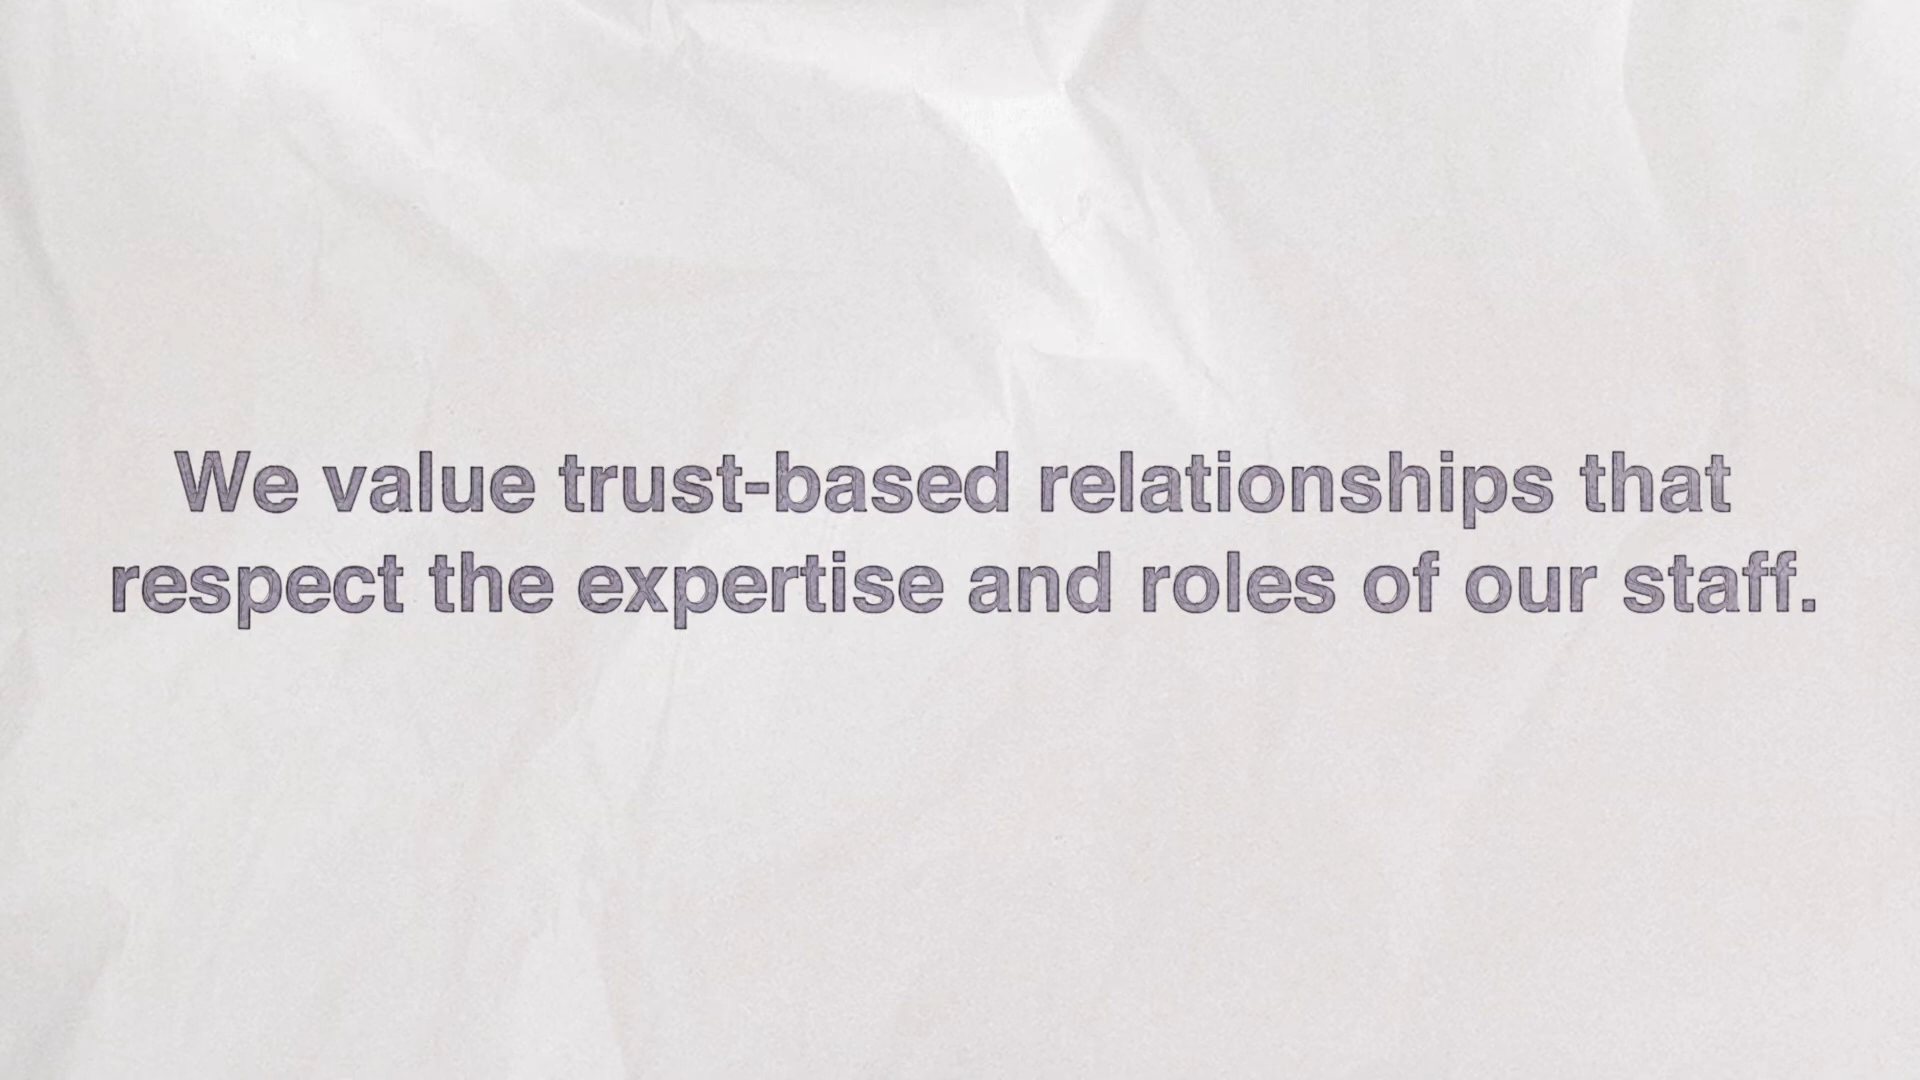 We value trust-based relationships that
respect the expertise and roles of our staff.